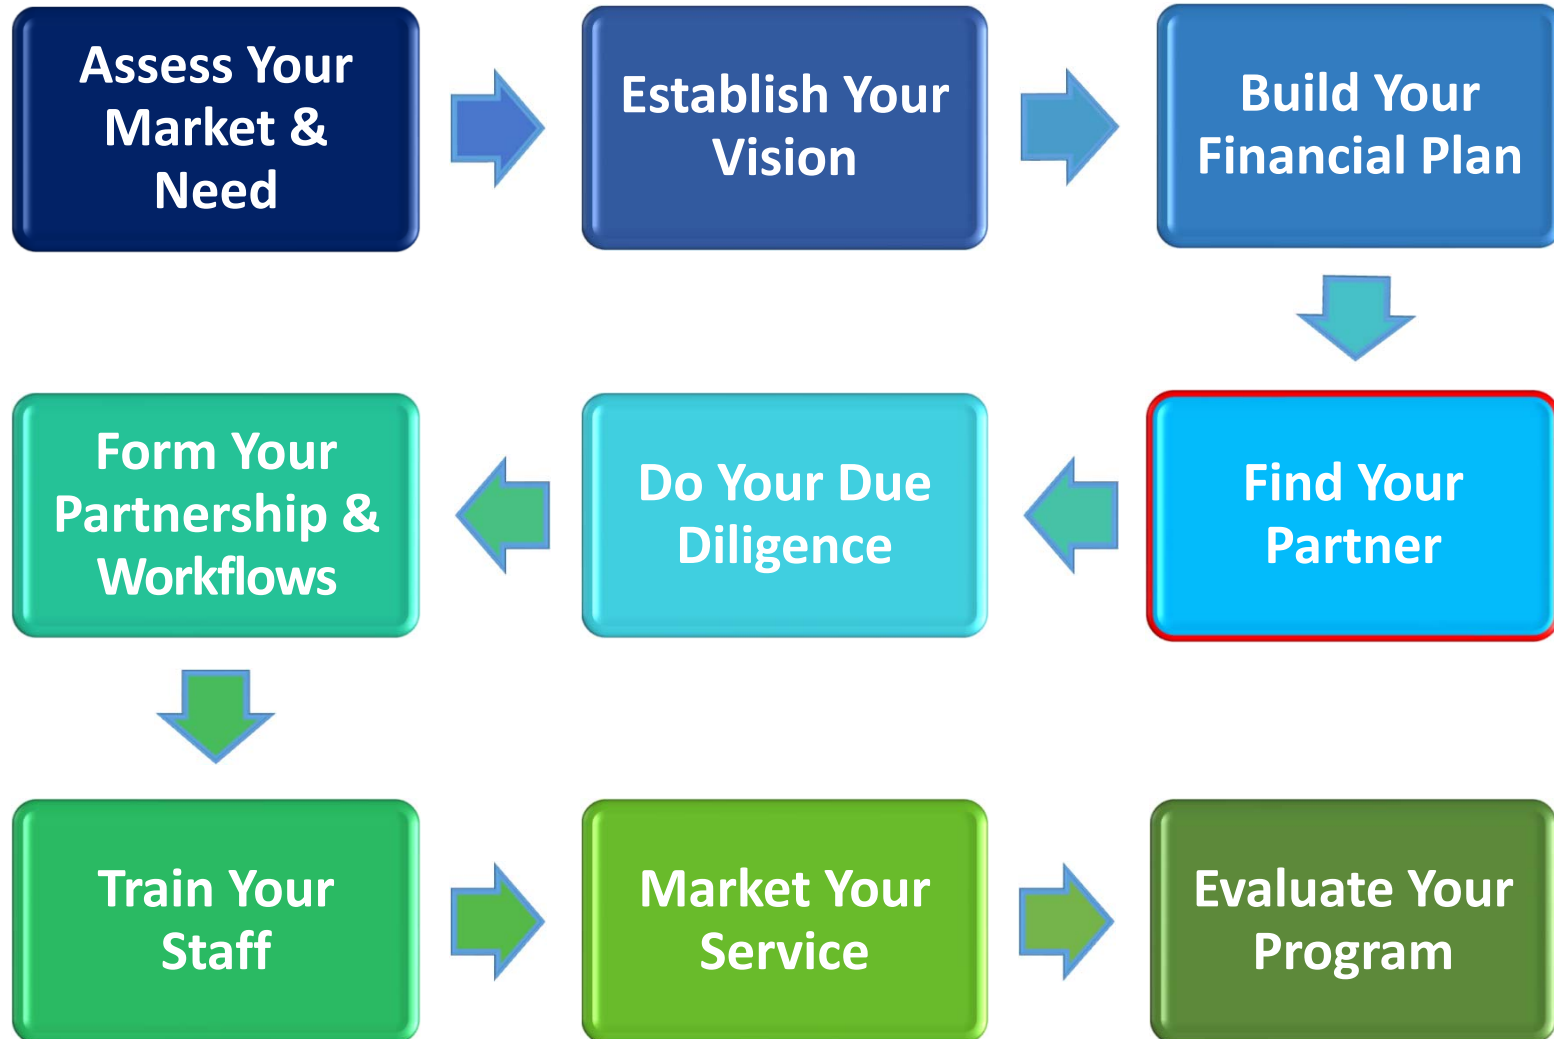 Assess Your
Market &
Need
Establish Your
Vision
Build Your
Financial Plan
Find Your
Partner
Do Your Due
Diligence
Form Your
Partnership &
Workflows
Train Your
Staff
Market Your
Service
Evaluate Your
Program